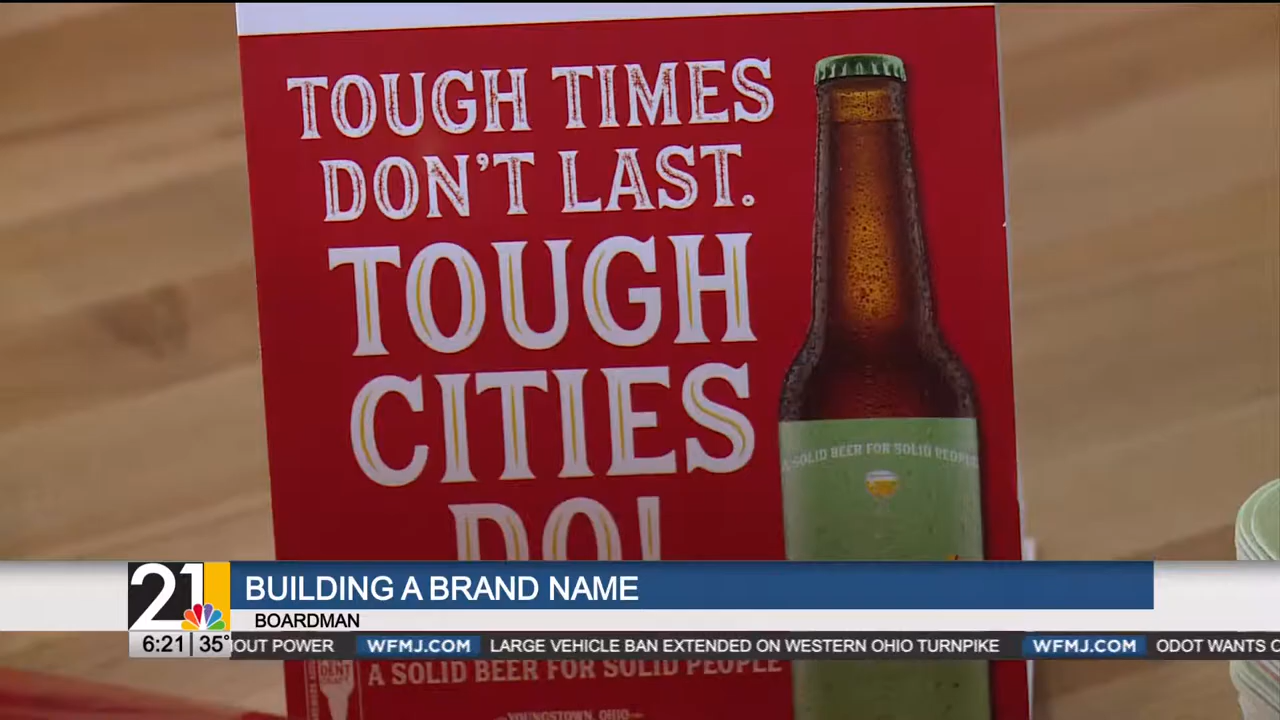 TOUGH TIMES
DON'T LAST.
TOUGH
CITIES
DO!
A SOLID BEER FOR SOLID PEOPLE
21
BUILDING A BRAND NAME
BOARDMAN
6:21 35°
OUT POWER WFMJ.COM LARGE VEHICLE BAN EXTENDED ON WESTERN OHIO TURNPIKE WFMJ.COM ODOT WANTS
A SOLID BEER FOR SOLID PEOPLE
YOUNGSTOWN, OHIO